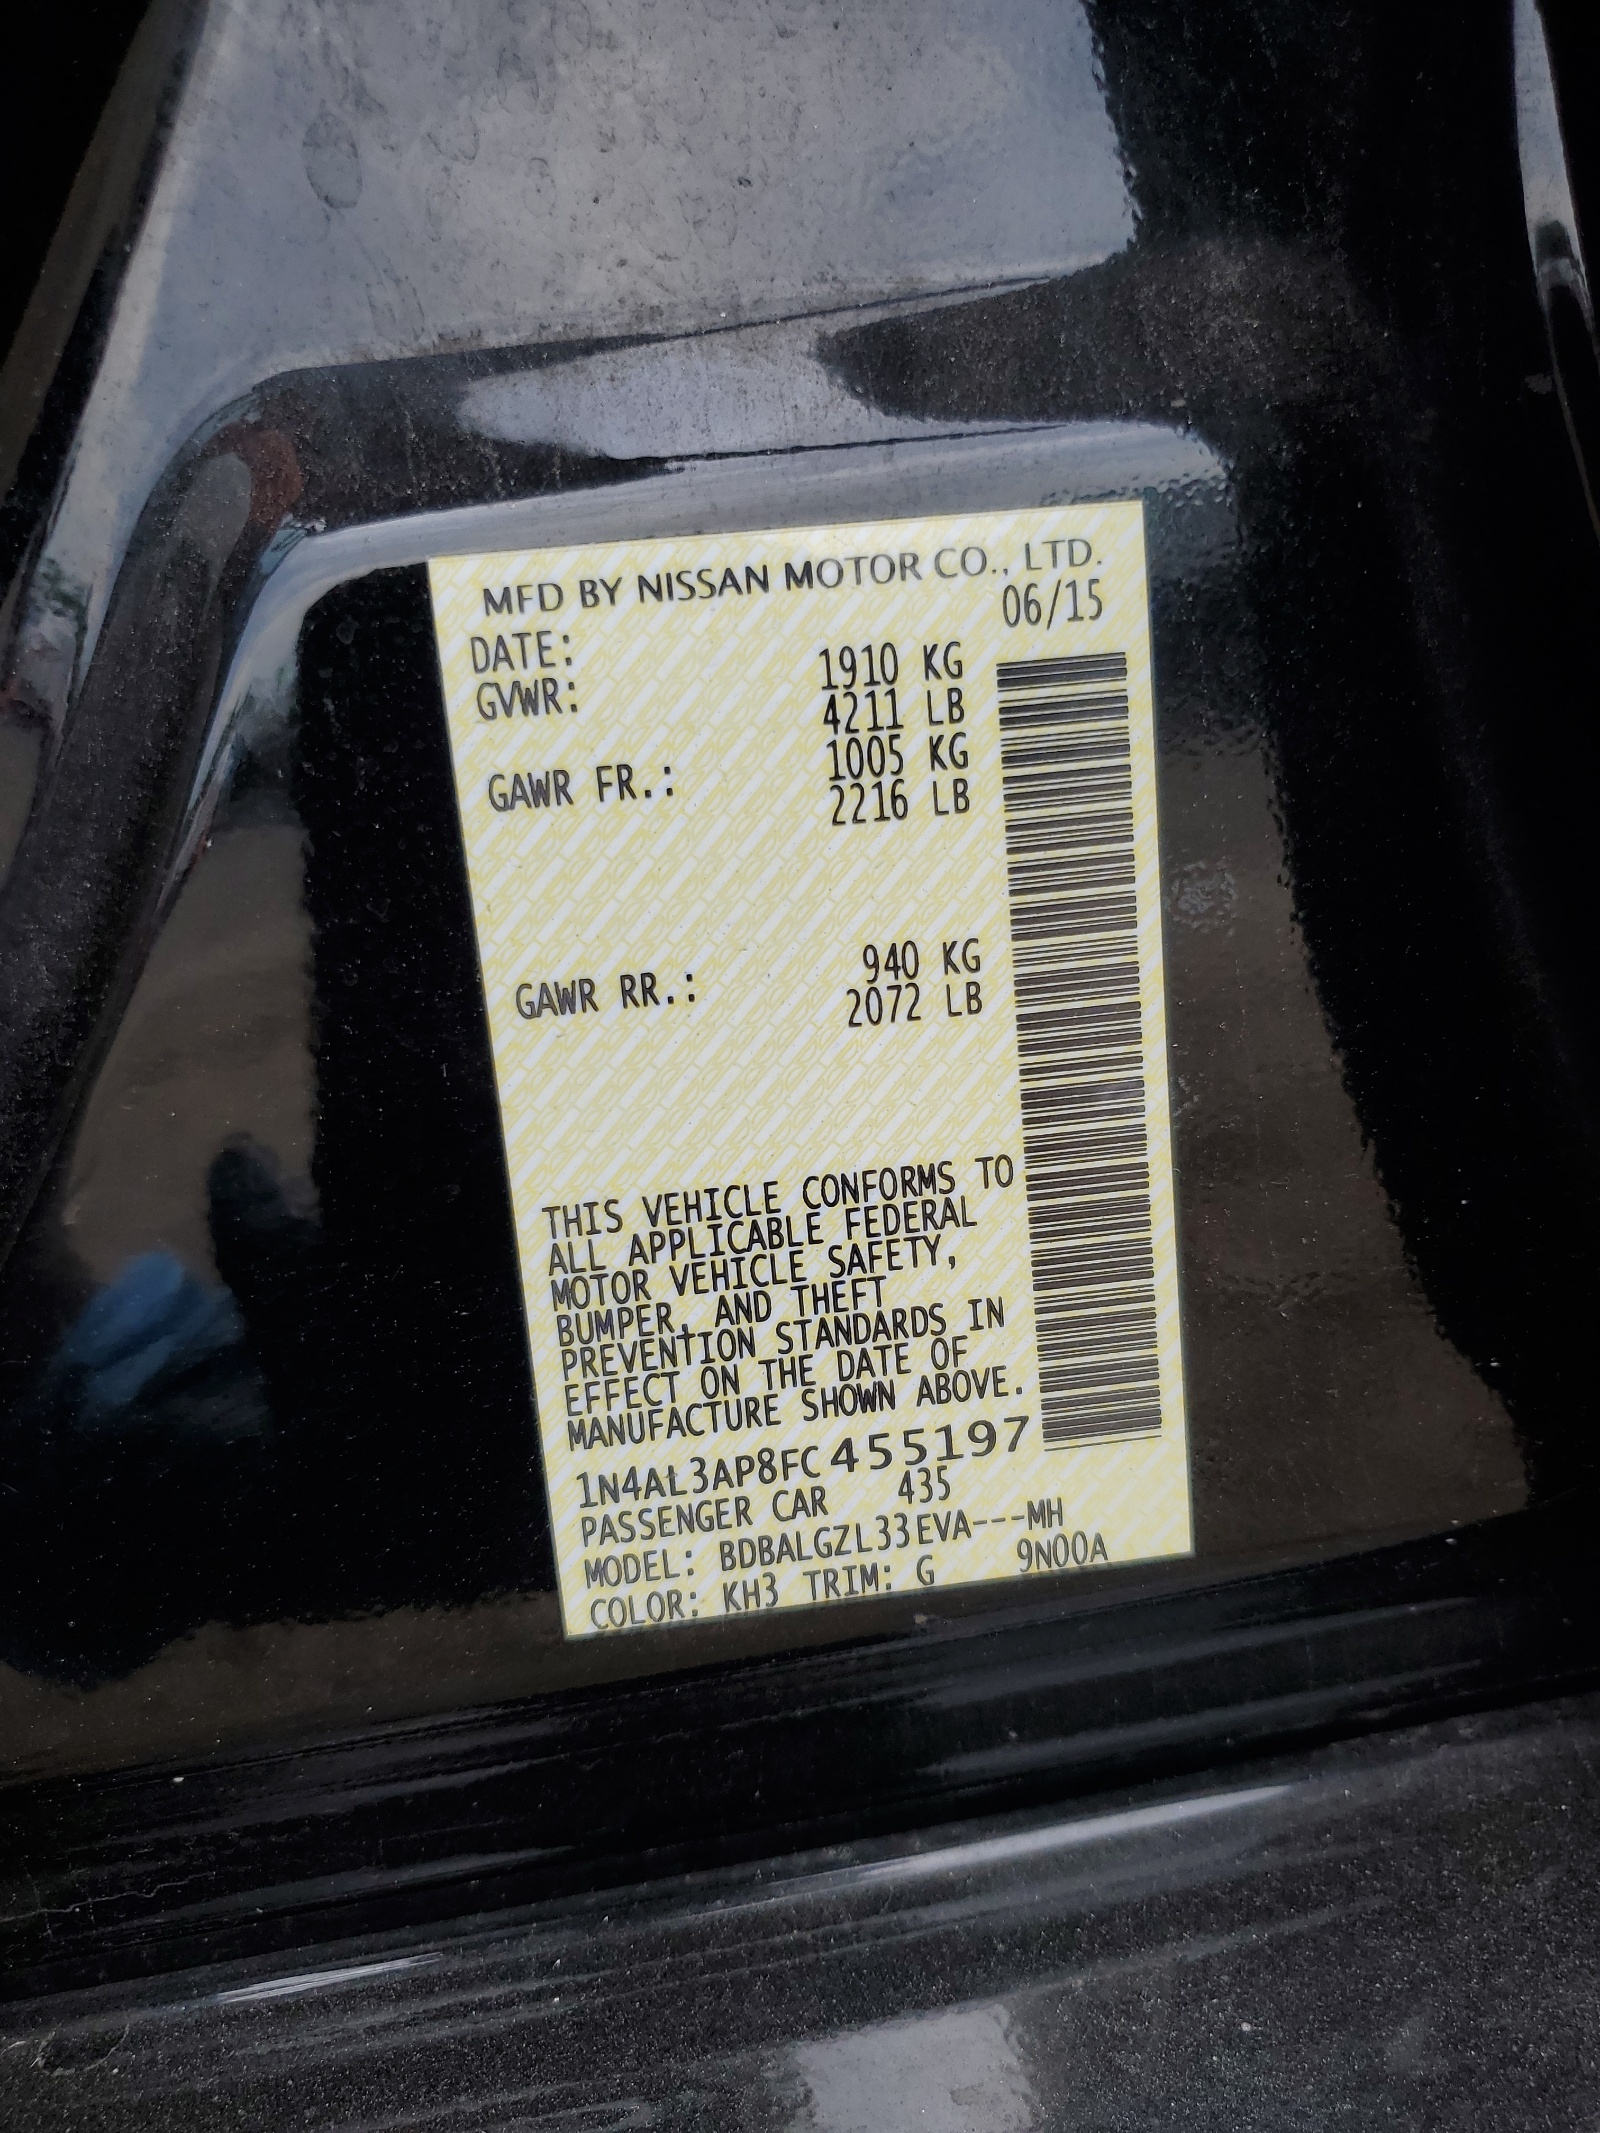 MFD BY NISSAN MOTOR CO., LTD.
DATE: 06/15
GVWR: 1910 KG
4211 LB
GAWR FR.: 1005 KG
2216 LB
GAWR RR.: 940 KG
2072 LB
THIS VEHICLE CONFORMS TO
ALL APPLICABLE FEDERAL
MOTOR VEHICLE SAFETY,
BUMPER, AND THEFT
PREVENTION STANDARDS IN
EFFECT ON THE DATE OF
MANUFACTURE SHOWN ABOVE.
1N4AL3AP8FC455197
PASSENGER CAR 435
MODEL: BDBALGZL33EVA---MH
COLOR: KH3 TRIM: G 9N00A